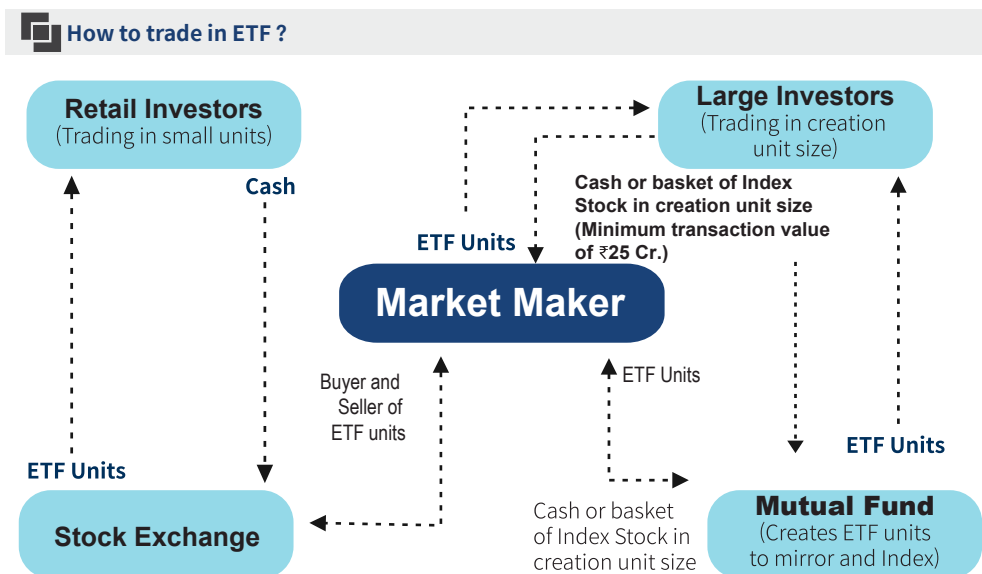 How to trade in ETF ?
Retail Investors
(Trading in small units)
Large Investors
(Trading in creation
unit size)
Cash
Cash or basket of Index
Stock in creation unit size
(Minimum transaction value
of ₹25 Cr.)
ETF Units
Market Maker
Buyer and
Seller of
ETF units
ETF Units
ETF Units
ETF Units
Stock Exchange
Cash or basket
of Index Stock in
creation unit size
Mutual Fund
(Creates ETF units
to mirror and Index)